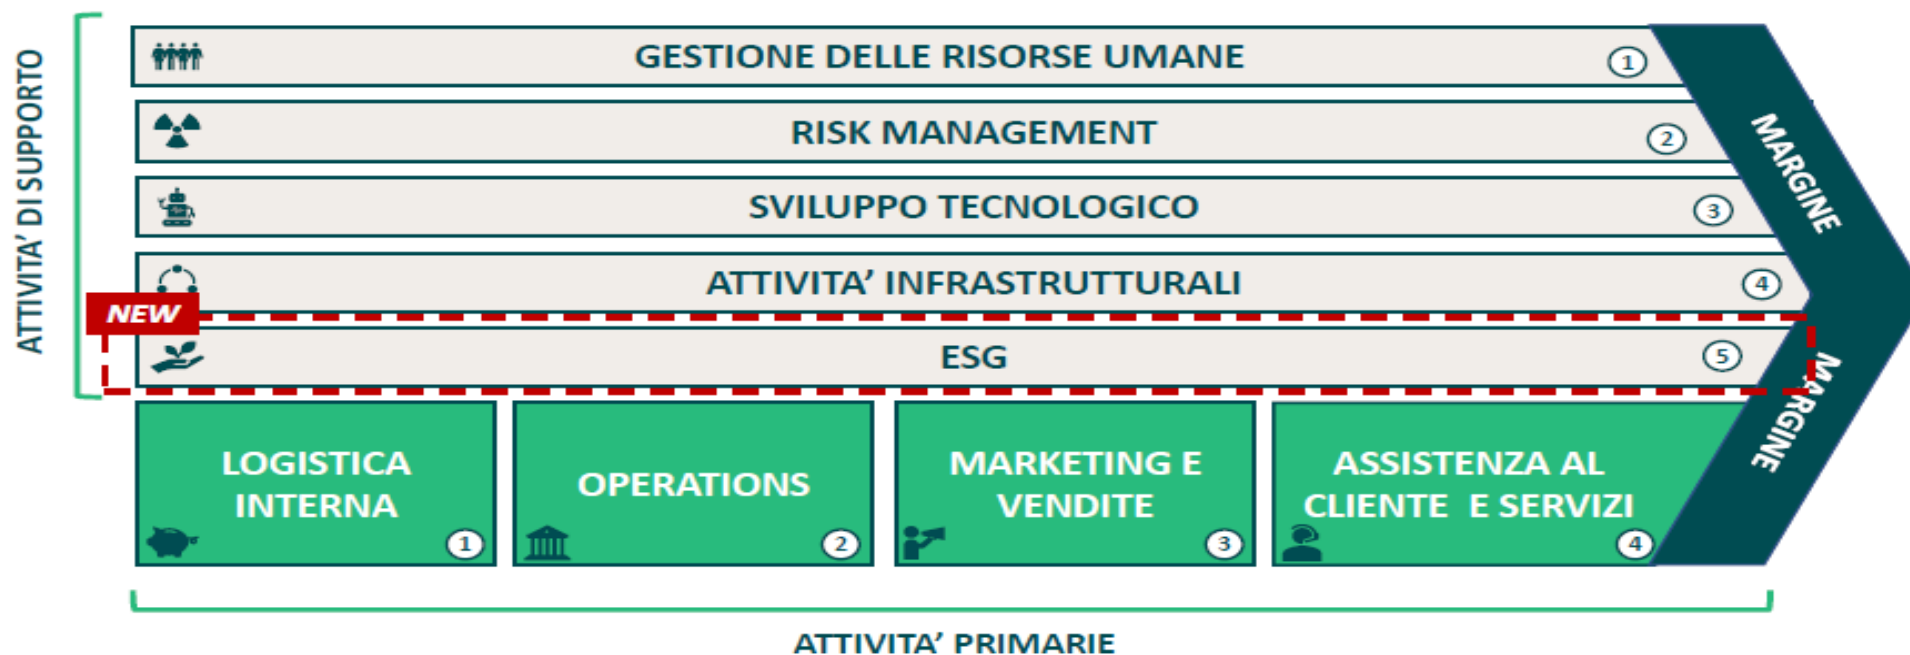 ATTIVITA’ DI SUPPORTO
GESTIONE DELLE RISORSE UMANE
1
RISK MANAGEMENT
2
SVILUPPO TECNOLOGICO
3
ATTIVITA’ INFRASTRUTTURALI
4
NEW
ESG
5
MARGINE
MARGINE
LOGISTICA
INTERNA
1
OPERATIONS
2
MARKETING E
VENDITE
3
ASSISTENZA AL
CLIENTE E SERVIZI
4
ATTIVITA’ PRIMARIE